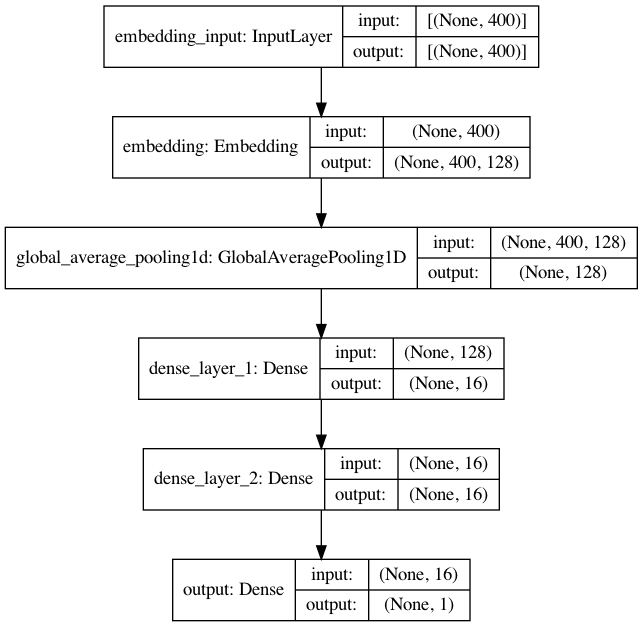 embedding_input: InputLayer
input:
[(None, 400)]
output:
[(None, 400)]
embedding: Embedding
input:
(None, 400)
output:
(None, 400, 128)
global_average_pooling1d: GlobalAveragePooling1D
input:
(None, 400, 128)
output:
(None, 128)
dense_layer_1: Dense
input:
(None, 128)
output:
(None, 16)
dense_layer_2: Dense
input:
(None, 16)
output:
(None, 16)
output: Dense
input:
(None, 16)
output:
(None, 1)